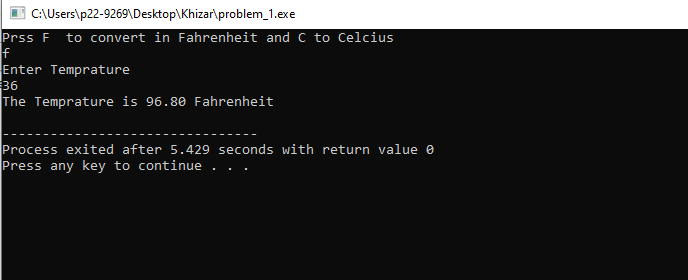 C:\Users\p22-9269\Desktop\Khizar\problem_1.exe
Prss F  to convert in Fahrenheit and C to Celcius
f
Enter Temprature
36
The Temprature is 96.80 Fahrenheit
--------------------------------
Process exited after 5.429 seconds with return value 0
Press any key to continue . . .